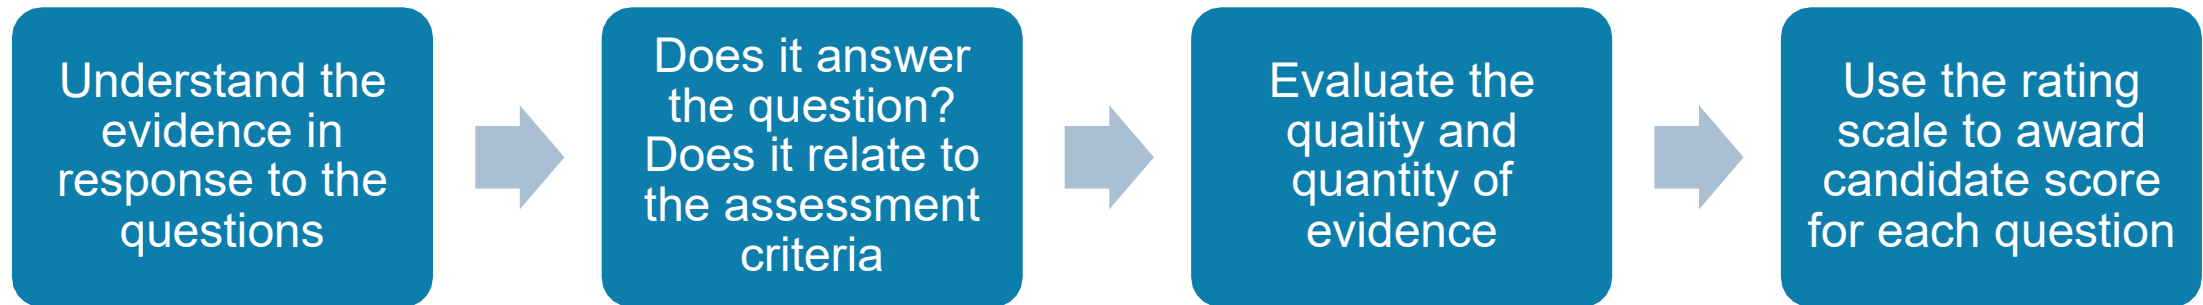 Understand the
evidence in
response to the
questions
Does it answer
the question?
Does it relate to
the assessment
criteria
Evaluate the
quality and
quantity of
evidence
Use the rating
scale to award
candidate score
for each question